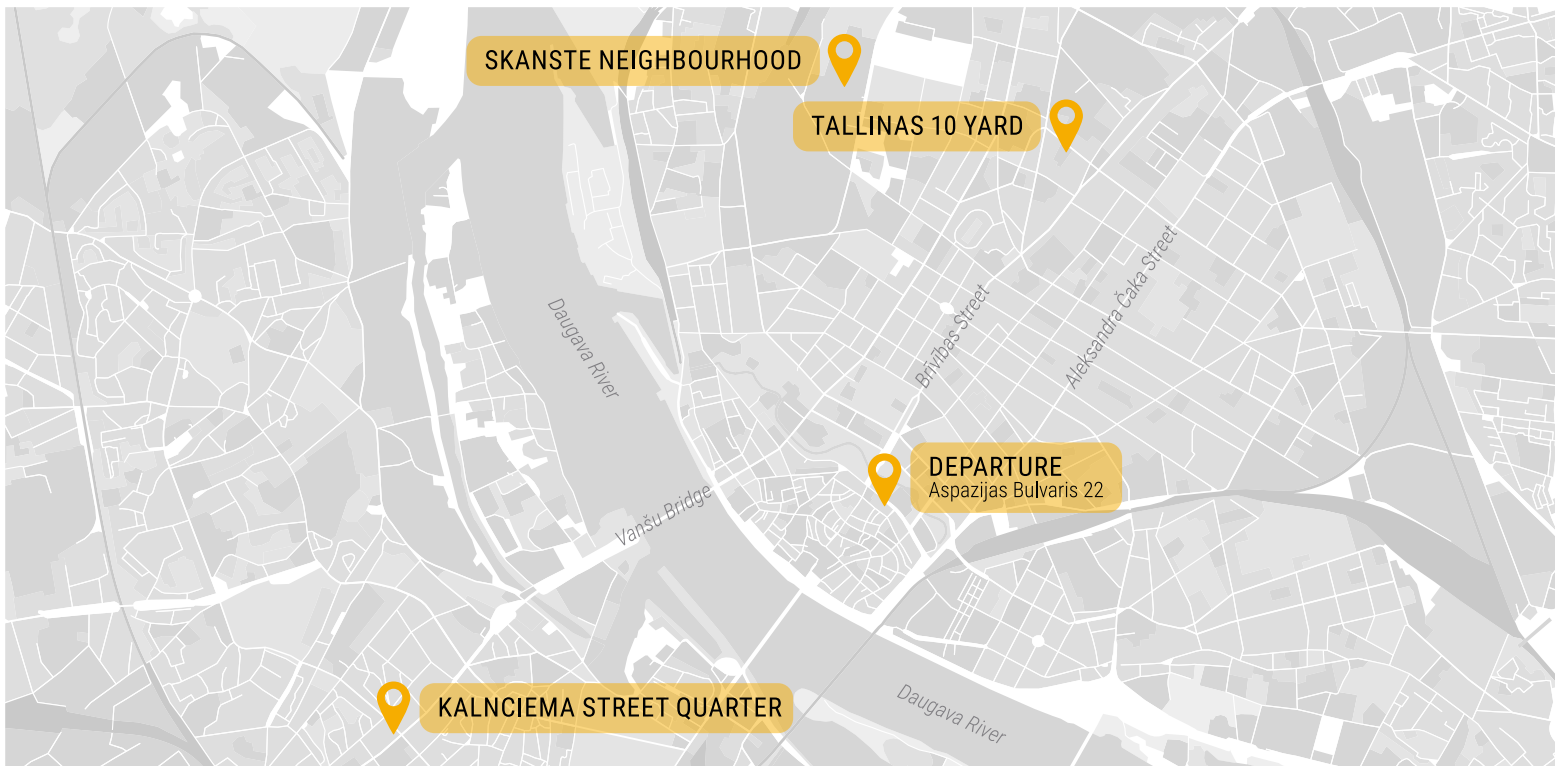 SKANSTE NEIGHBOURHOOD
TALLINAS 10 YARD
Daugava River
Brīvības Street
Aleksandra Čaka Street
DEPARTURE
Aspazijas Bulvaris 22
Vanšu Bridge
KALNCIEMA STREET QUARTER
Daugava River